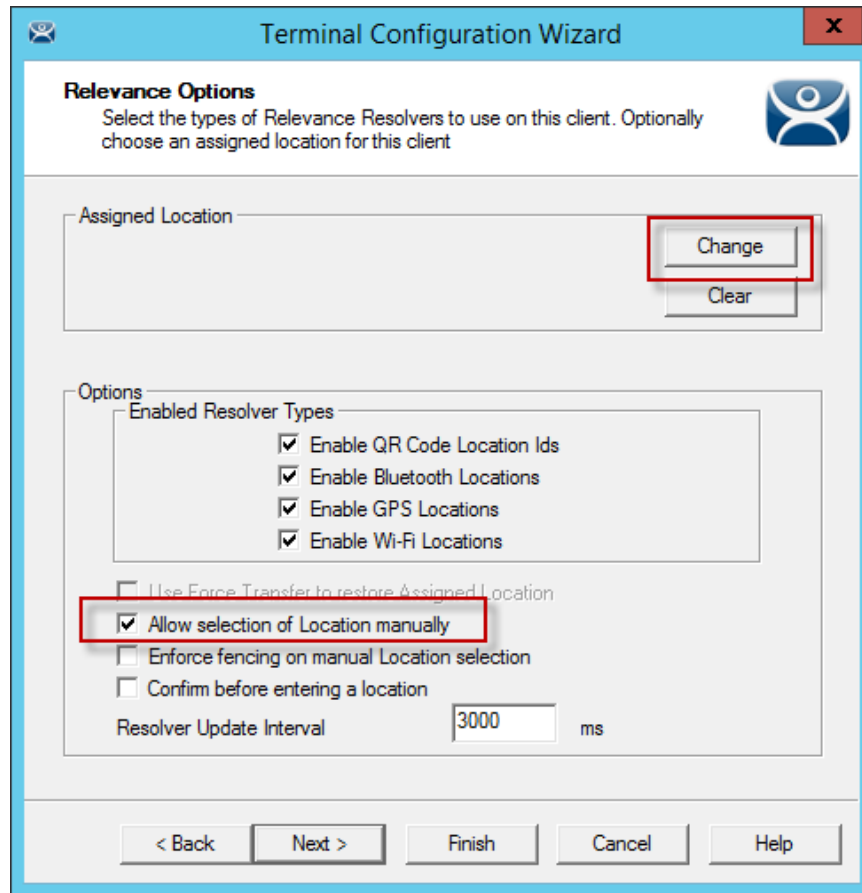 Terminal Configuration Wizard
x
Relevance Options
Select the types of Relevance Resolvers to use on this client. Optionally
choose an assigned location for this client
Assigned Location
Change
Clear
Options
Enabled Resolver Types
Enable QR Code Location Ids
Enable Bluetooth Locations
Enable GPS Locations
Enable Wi-Fi Locations
Use Force Transfer to restore Assigned Location
Allow selection of Location manually
Enforce fencing on manual Location selection
Confirm before entering a location
Resolver Update Interval 3000 ms
< Back Next > Finish Cancel Help